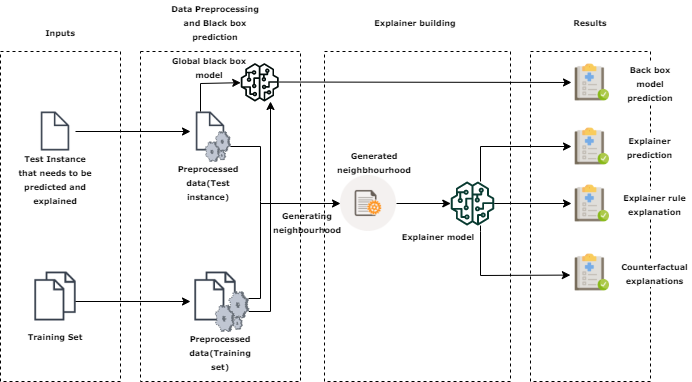 Inputs
Data Preprocessing
and Black box
prediction
Explainer building
Results
Global black box
model
Test Instance
that needs to be
predicted and
explained
Preprocessed
data(Test
instance)
Generating
neighbourhood
Training Set
Preprocessed
data(Training
set)
Generated
neighbhourhood
Explainer model
Back box
model
prediction
Explainer
prediction
Explainer rule
explanation
Counterfactual
explanations